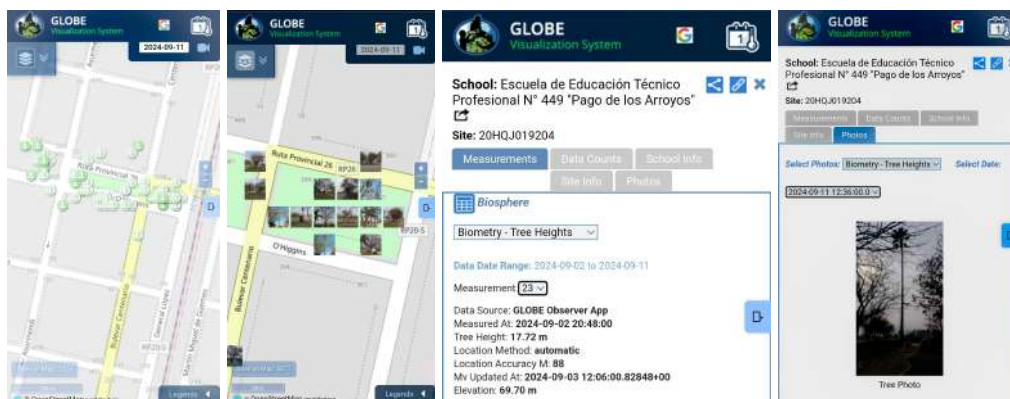 GLOBE
Visualization System
2024-09-11
Ruta Provincial 26
Bulevar Centenario
General López
Martín Miguel de Güemes
Legends
GLOBE
Visualization System
2024-09-11
Ruta Provincial 26
RP26
RP20-S
O'Higgins
Bulevar Centenario
Legends
GLOBE
Visualization System
School: Escuela de Educación Técnico
Profesional N° 449 "Pago de los Arroyos"
Site: 20HQJ019204
Measurements
Data Counts
School Info
Site Info
Photos
Biosphere
Biometry - Tree Heights
Data Date Range: 2024-09-02 to 2024-09-11
Measurement: 23
Data Source: GLOBE Observer App
Measured At: 2024-09-02 20:48:00
Tree Height: 17.72 m
Location Method: automatic
Location Accuracy M: 88
Mv Updated At: 2024-09-03 12:06:00.82848+00
Elevation: 69.70 m
GLOBE
Visualization System
School: Escuela de Educación Técnico
Profesional N° 449 "Pago de los Arroyos"
Site: 20HQJ019204
Measurements
Data Counts
School Info
Site Info
Photos
Select Photos: Biometry - Tree Heights
Select Date:
2024-09-11 12:36:00.0
Tree Photo